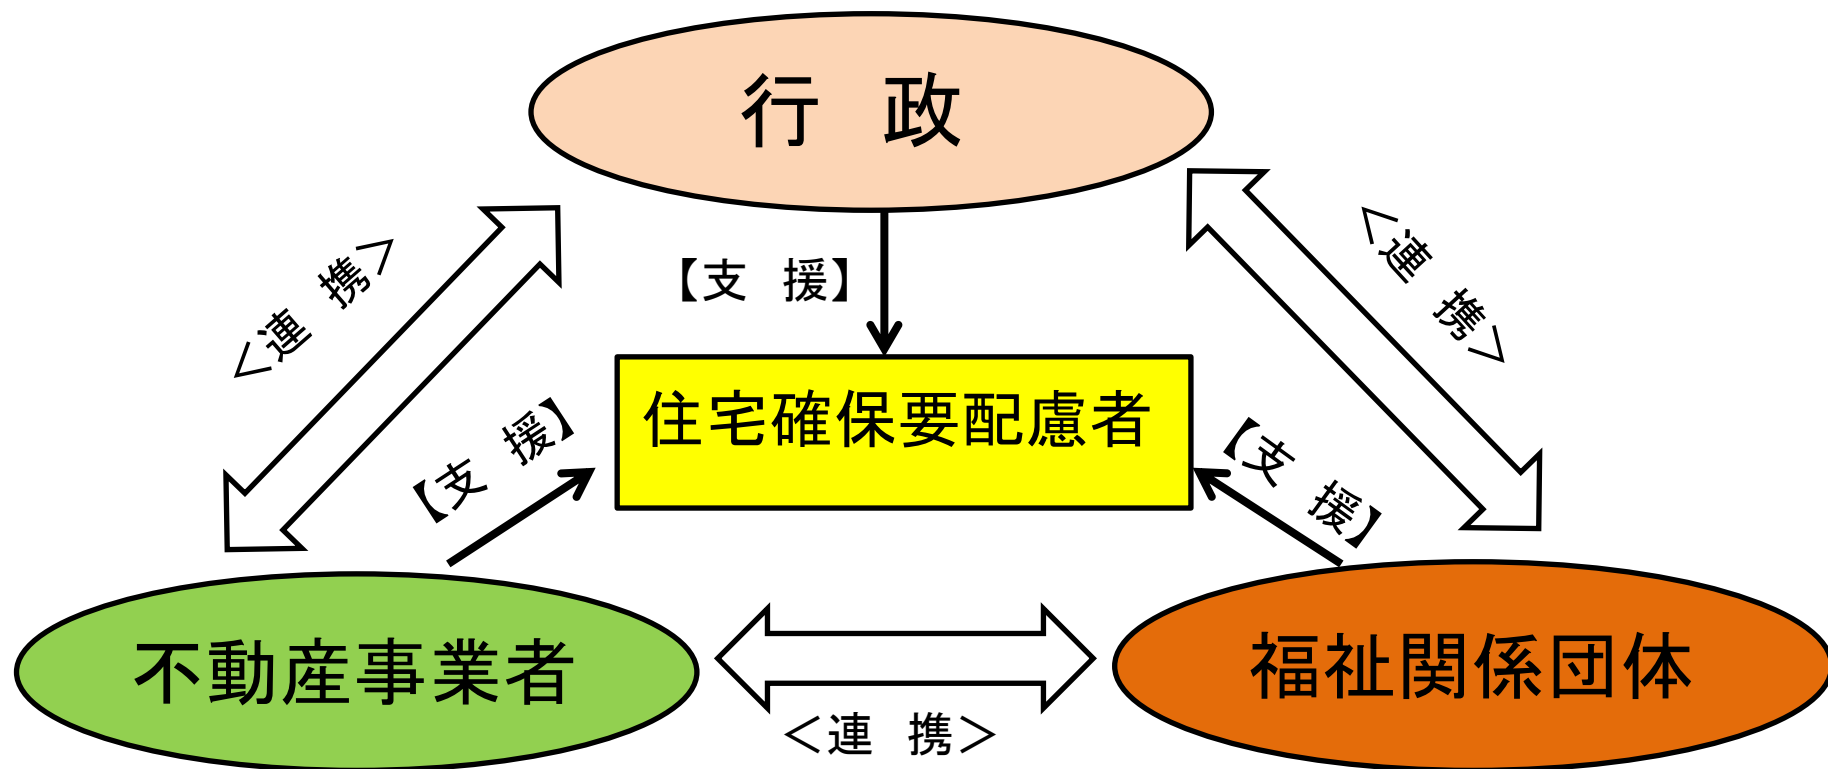 行　政
＜連　携＞
＜連　携＞
【支　援】
住宅確保要配慮者
【支　援】
【支　援】
不動産事業者
福祉関係団体
＜連　携＞